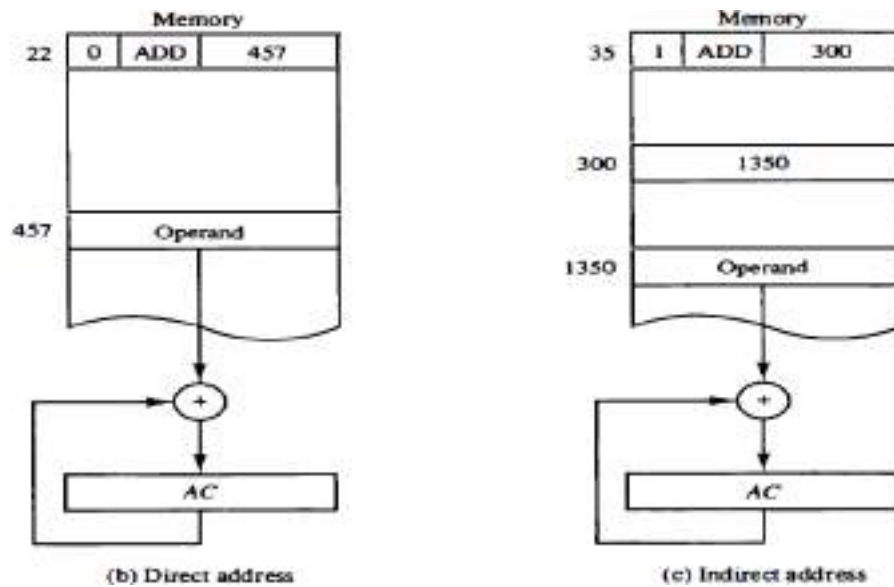 Memory
22 0 ADD 457
457 Operand
+
AC
(b) Direct address
Memory
35 1 ADD 300
300 1350
1350 Operand
+
AC
(c) Indirect address